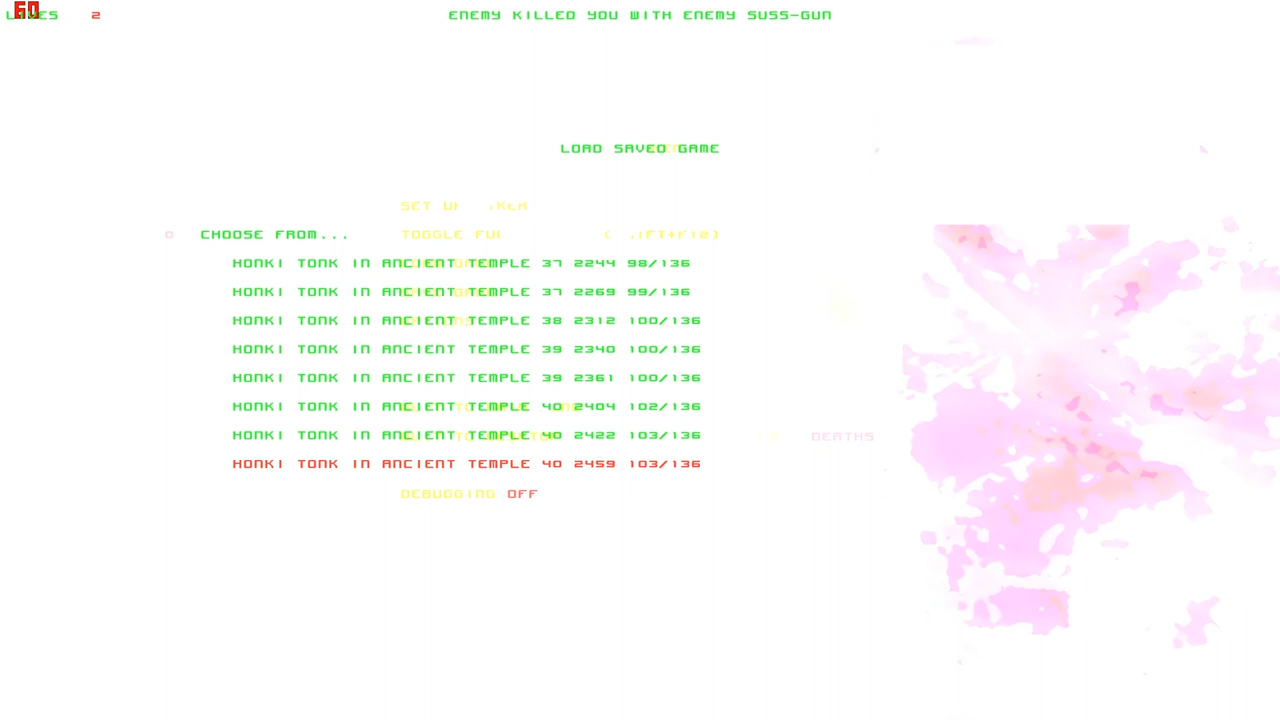 60
LIVES 2
ENEMY KILLED YOU WITH ENEMY SUSS-GUN
LOAD SAVED GAME
SET
CHOOSE FROM...
TOGGLE
HONKI TONK IN ANCIENT TEMPLE 37 2244 98/136
HONKI TONK IN ANCIENT TEMPLE 37 2269 99/136
HONKI TONK IN ANCIENT TEMPLE 38 2312 100/136
HONKI TONK IN ANCIENT TEMPLE 39 2340 100/136
HONKI TONK IN ANCIENT TEMPLE 39 2361 100/136
HONKI TONK IN ANCIENT TEMPLE 40 2404 102/136
HONKI TONK IN ANCIENT TEMPLE 40 2422 103/136
DEATHS
HONKI TONK IN ANCIENT TEMPLE 40 2459 103/136
DEBUGGING OFF